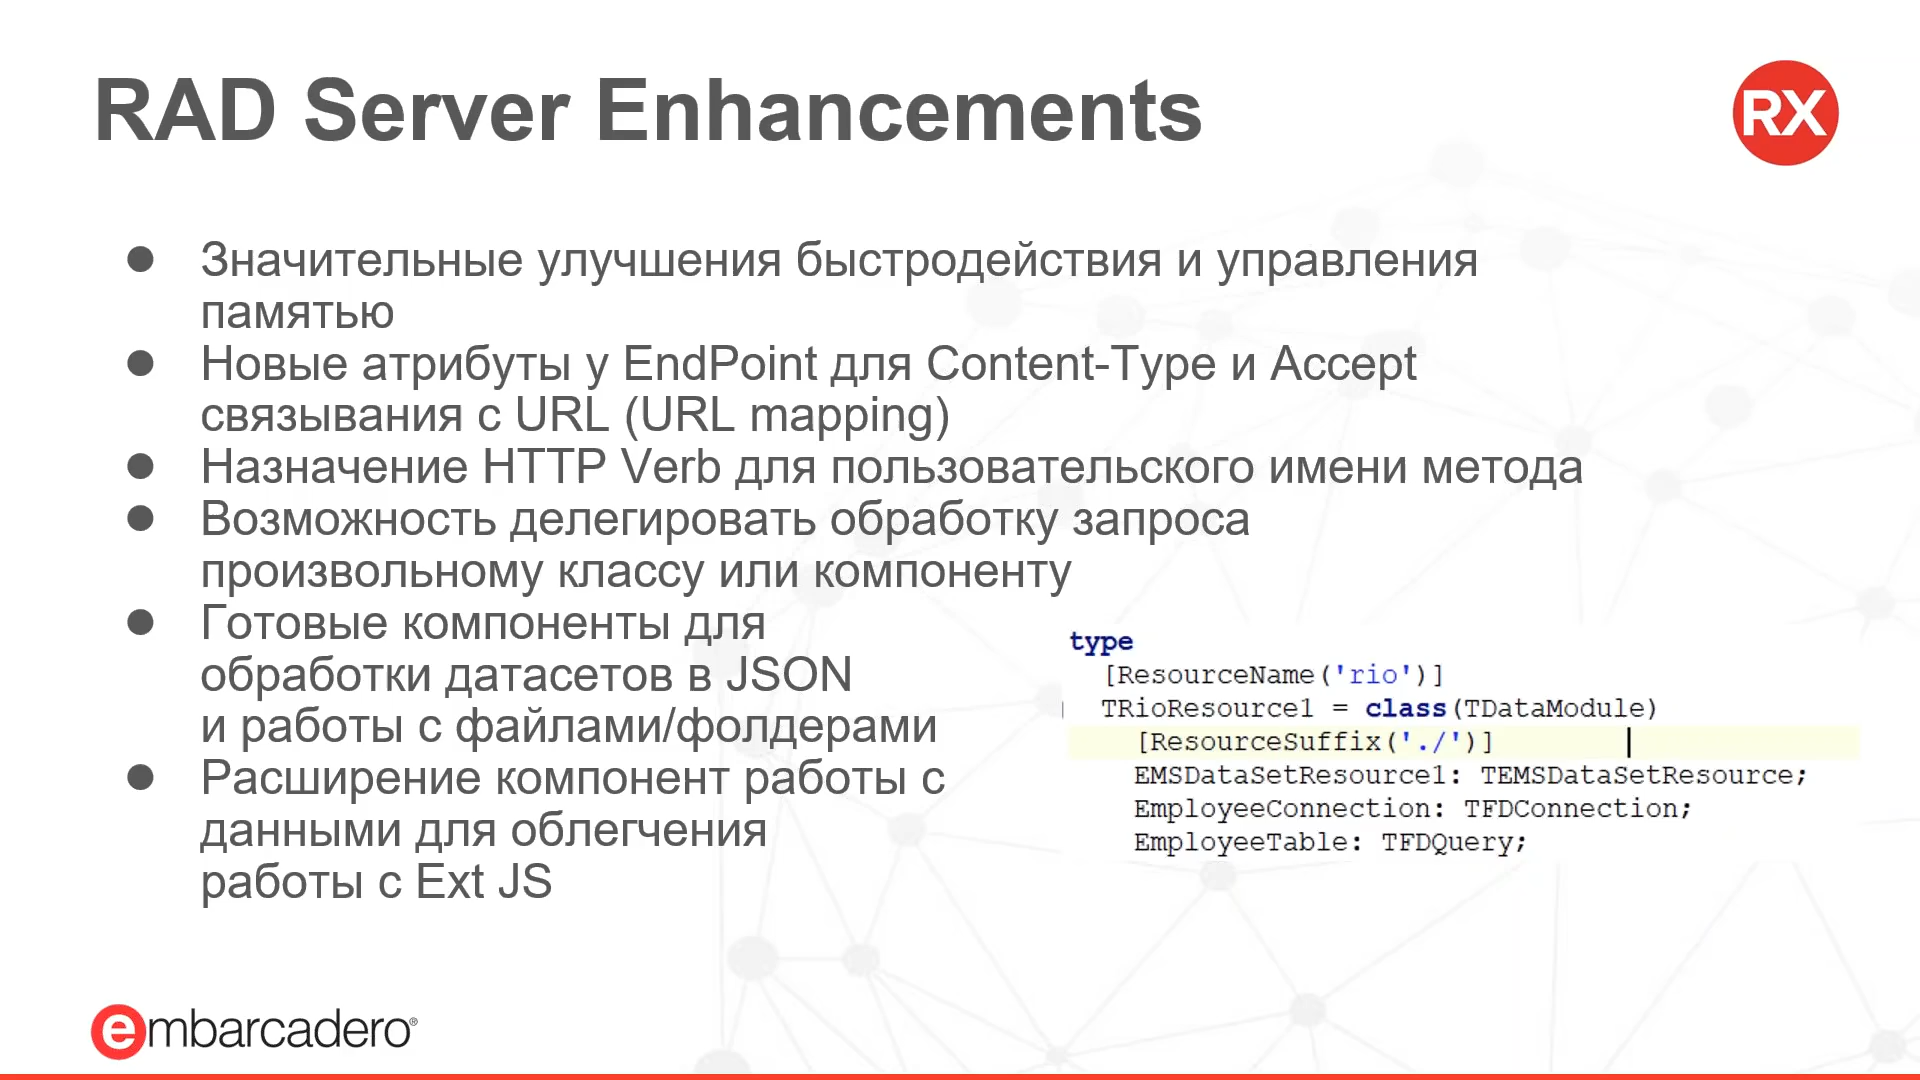 RAD Server Enhancements
RX
● Значительные улучшения быстродействия и управления
памятью
● Новые атрибуты у EndPoint для Content-Type и Accept
связывания с URL (URL mapping)
● Назначение HTTP Verb для пользовательского имени метода
● Возможность делегировать обработку запроса
произвольному классу или компоненту
● Готовые компоненты для
обработки датасетов в JSON
и работы с файлами/фолдерами
● Расширение компонент работы с
данными для облегчения
работы с Ext JS
type
[ResourceName('rio')]
TRioResource1 = class(TDataModule)
[ResourceSuffix('./')]
EMSDataSetResource1: TEMSDataSetResource;
EmployeeConnection: TFDConnection;
EmployeeTable: TFDQuery;
embarcadero®